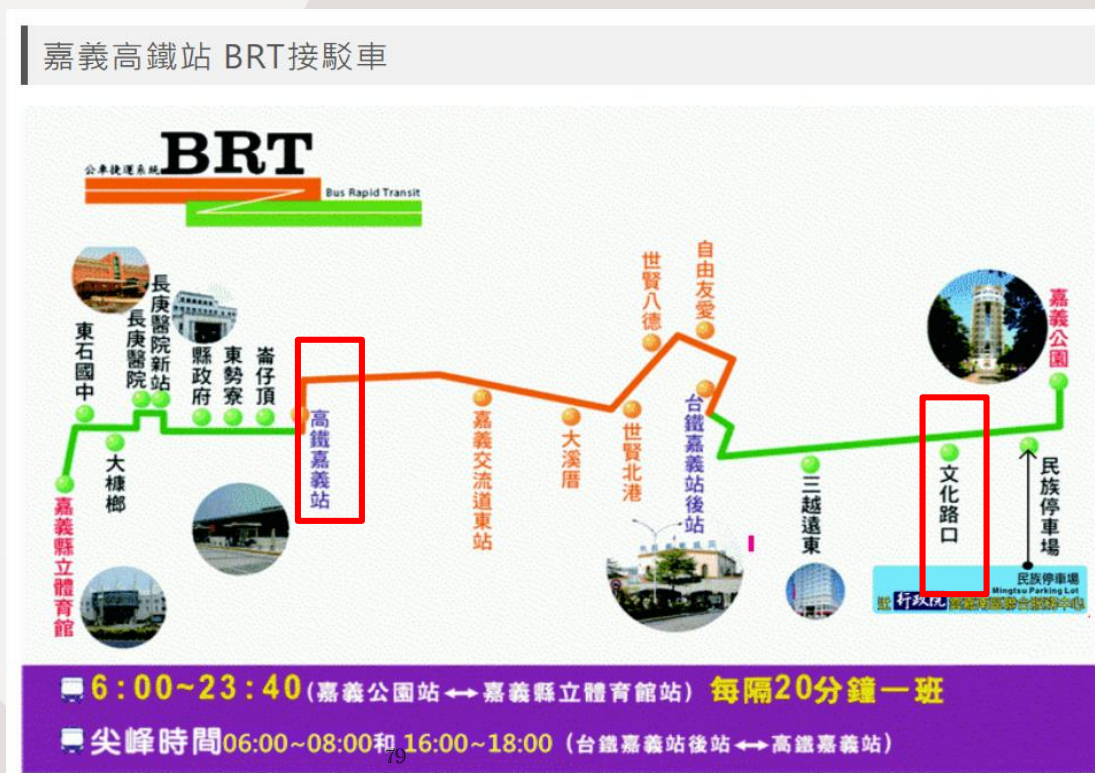 嘉義高鐵站 BRT接駁車
公車捷運系統
BRT
Bus Rapid Transit
嘉義縣立體育館
東石國中
大槺榔
長庚醫院
長庚醫院新站
縣政府
東勢寮
崙仔頂
高鐵嘉義站
嘉義交流道東站
大溪厝
世賢北港
世賢八德
自由友愛
台鐵嘉義站後站
三越遠東
文化路口
民族停車場
嘉義公園
民族停車場
Mingtsu Parking Lot
近 行政院
6:00~23:40(嘉義公園站↔嘉義縣立體育館站) 每隔20分鐘一班
尖峰時間06:00~08:00和 16:00~18:00 (台鐵嘉義站後站↔高鐵嘉義站)
79